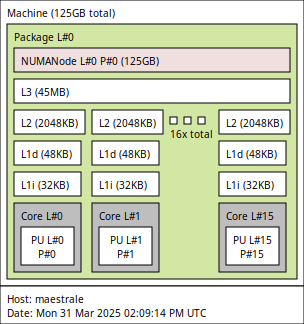 Machine (125GB total)
Package L#0
NUMANode L#0 P#0 (125GB)
L3 (45MB)
L2 (2048KB) L2 (2048KB) L2 (2048KB)
16x total
L1d (48KB) L1d (48KB) L1d (48KB)
L1i (32KB) L1i (32KB) L1i (32KB)
Core L#0 Core L#1 Core L#15
PU L#0 PU L#1 PU L#15
P#0 P#1 P#15
Host: maestrale
Date: Mon 31 Mar 2025 02:09:14 PM UTC